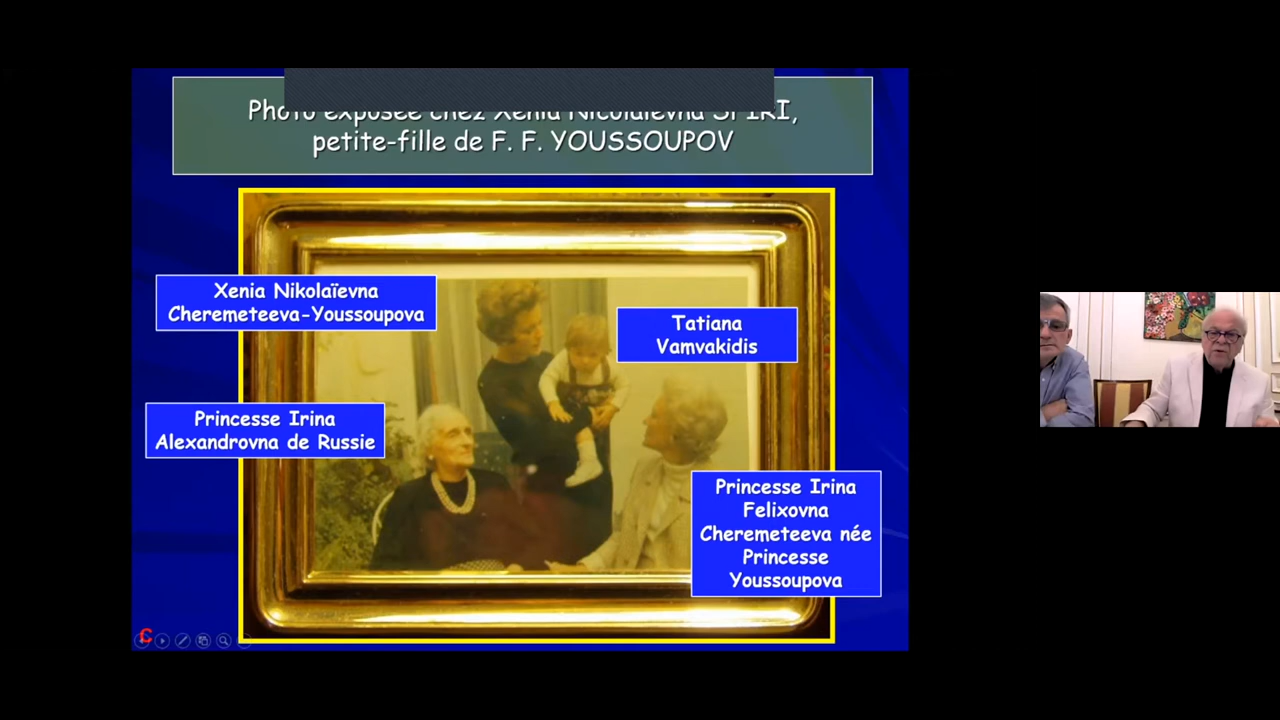 Photo exposée chez Xenia Nicolaïevna SFIRI,
petite-fille de F. F. YOUSSOUPOV
Xenia Nikolaïevna
Cheremeteeva-Youssoupova
Tatiana
Vamvakidis
Princesse Irina
Alexandrovna de Russie
Princesse Irina
Felixovna
Cheremeteeva née
Princesse
Youssoupova
C